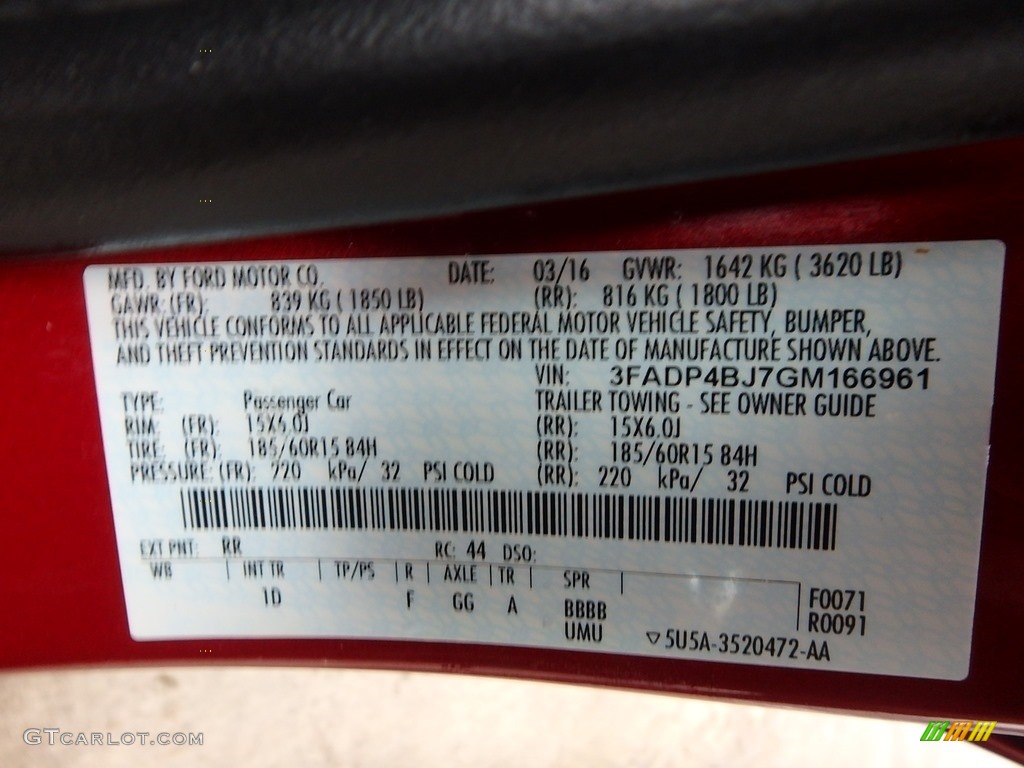 MFD. BY FORD MOTOR CO. DATE: 03/16 GVWR: 1642 KG ( 3620 LB)
GAWR: (FR): 839 KG ( 1850 LB) (RR): 816 KG ( 1800 LB)
THIS VEHICLE CONFORMS TO ALL APPLICABLE FEDERAL MOTOR VEHICLE SAFETY, BUMPER,
AND THEFT PREVENTION STANDARDS IN EFFECT ON THE DATE OF MANUFACTURE SHOWN ABOVE.
VIN: 3FADP4BJ7GM166961
TYPE: Passenger Car TRAILER TOWING - SEE OWNER GUIDE
RIM: (FR): 15X6.0J (RR): 15X6.0J
TIRE: (FR): 185/60R15 84H (RR): 185/60R15 84H
PRESSURE: (FR): 220 kPa/ 32 PSI COLD (RR): 220 kPa/ 32 PSI COLD
EXT PNT: RR RC: 44 DSO:
WB | INT TR | TP/PS | R | AXLE | TR | SPR |
1D F GG A BBBB F0071
UMU R0091
▽5U5A-3520472-AA
GTCARLOT.COM